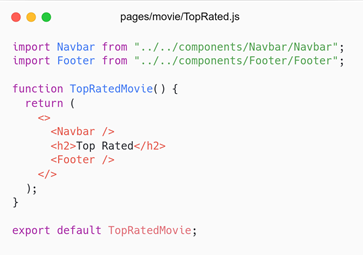 pages/movie/TopRated.js
import Navbar from "../../components/Navbar/Navbar";
import Footer from "../../components/Footer/Footer";
function TopRatedMovie() {
return (
<>
<Navbar />
<h2>Top Rated</h2>
<Footer />
</>
);
}
export default TopRatedMovie;